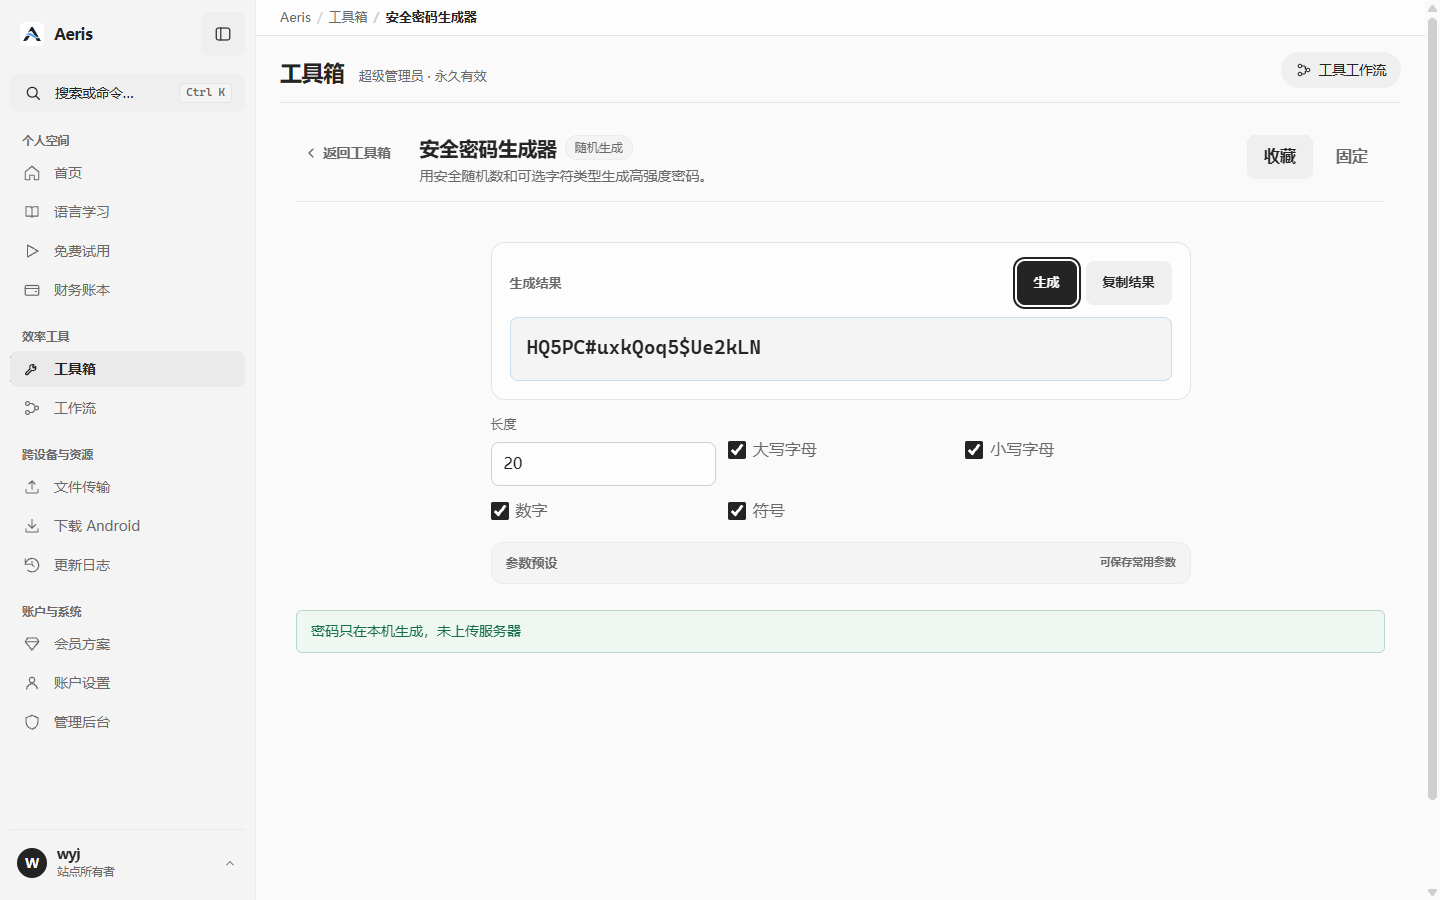 Aeris
搜索或命令...
Ctrl K
个人空间
首页
语言学习
免费试用
财务账本
效率工具
工具箱
工作流
跨设备与资源
文件传输
下载 Android
更新日志
账户与系统
会员方案
账户设置
管理后台
W
wyj
站点所有者
Aeris / 工具箱 / 安全密码生成器
工具箱 超级管理员 · 永久有效
工具工作流
返回工具箱
安全密码生成器 随机生成
用安全随机数和可选字符类型生成高强度密码。
收藏 固定
生成结果
生成 复制结果
HQ5PC#uxkQoq5$Ue2kLN
长度
20
大写字母
小写字母
数字
符号
参数预设
可保存常用参数
密码只在本机生成，未上传服务器